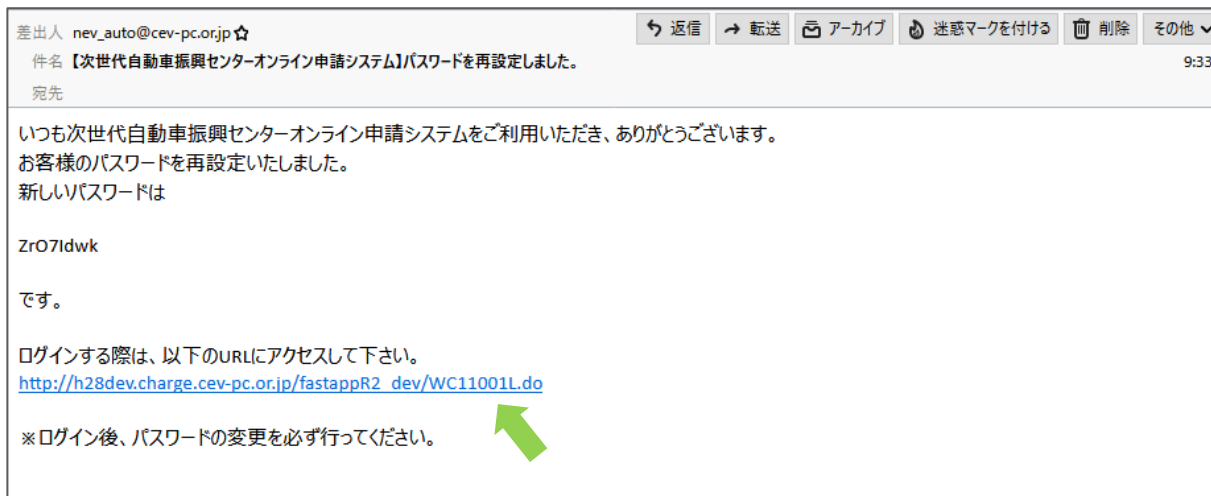 差出人 nev_auto@cev-pc.or.jp 返信 転送 アーカイブ 迷惑マークを付ける 削除 その他
件名 【次世代自動車振興センターオンライン申請システム】パスワードを再設定しました。 9:33
宛先
いつも次世代自動車振興センターオンライン申請システムをご利用いただき、ありがとうございます。
お客様のパスワードを再設定いたしました。
新しいパスワードは
ZrO7Idwk
です。
ログインする際は、以下のURLにアクセスして下さい。
http://h28dev.charge.cev-pc.or.jp/fastappR2_dev/WC11001L.do
※ログイン後、パスワードの変更を必ず行ってください。